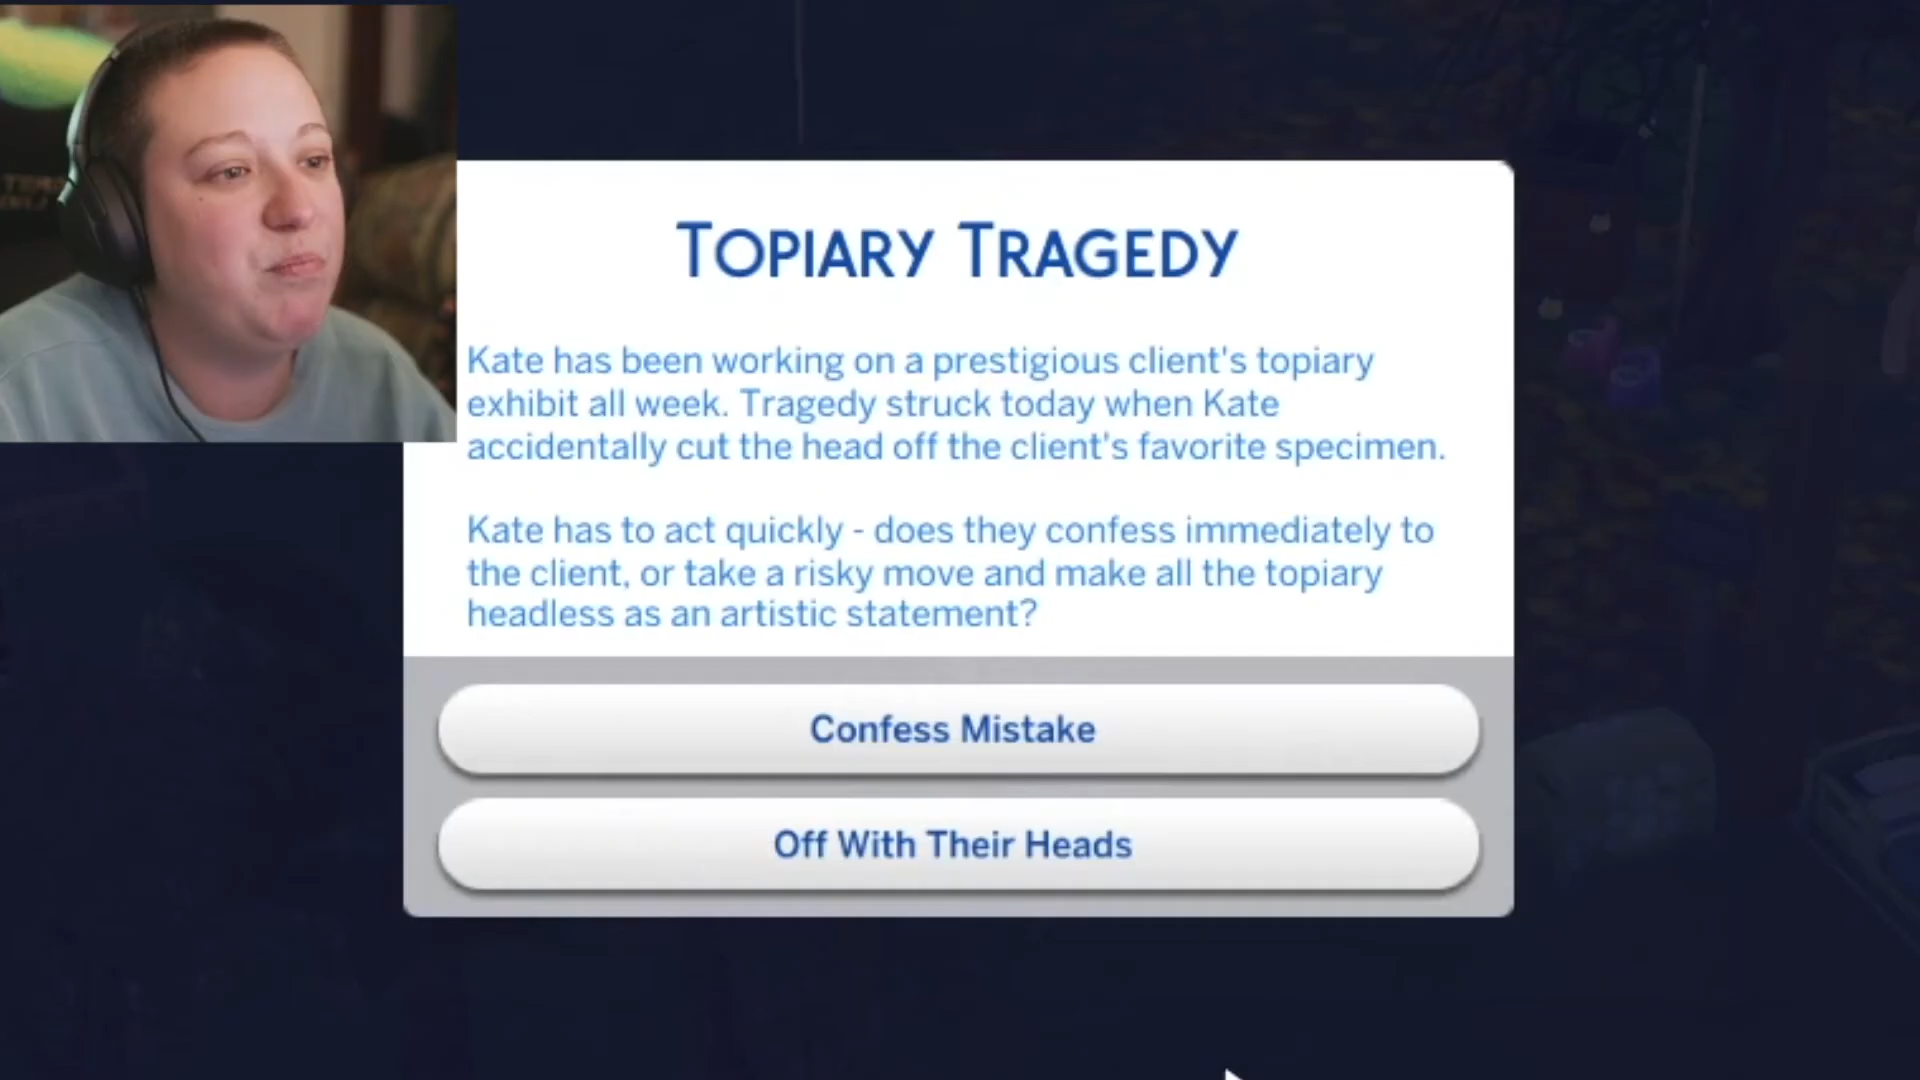 TOPIARY TRAGEDY
Kate has been working on a prestigious client's topiary
exhibit all week. Tragedy struck today when Kate
accidentally cut the head off the client's favorite specimen.
Kate has to act quickly - does they confess immediately to
the client, or take a risky move and make all the topiary
headless as an artistic statement?
Confess Mistake
Off With Their Heads